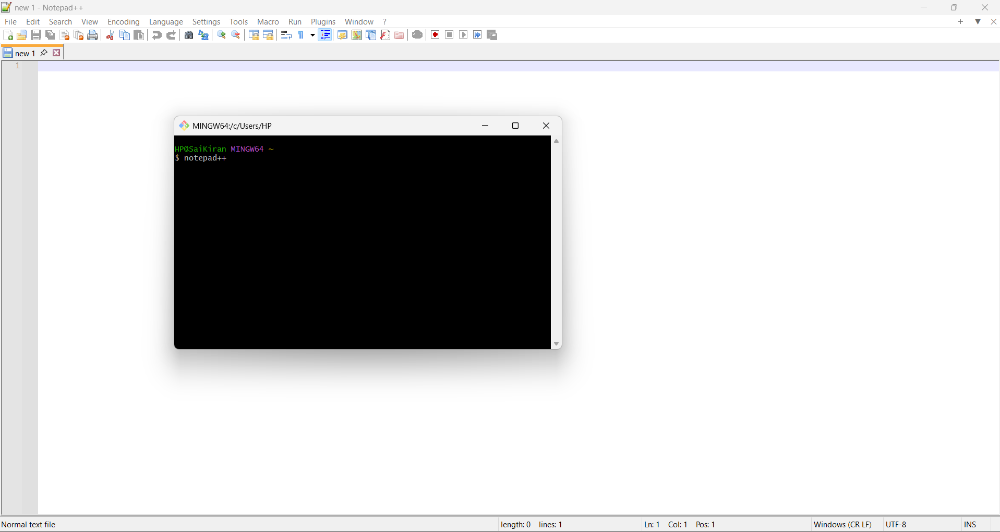 new 1 - Notepad++
File Edit Search View Encoding Language Settings Tools Macro Run Plugins Window ?
new 1
1
MINGW64:/c/Users/HP
HP@SaiKiran MINGW64 ~
$ notepad++
Normal text file length: 0 lines: 1 Ln: 1 Col: 1 Pos: 1 Windows (CR LF) UTF-8 INS